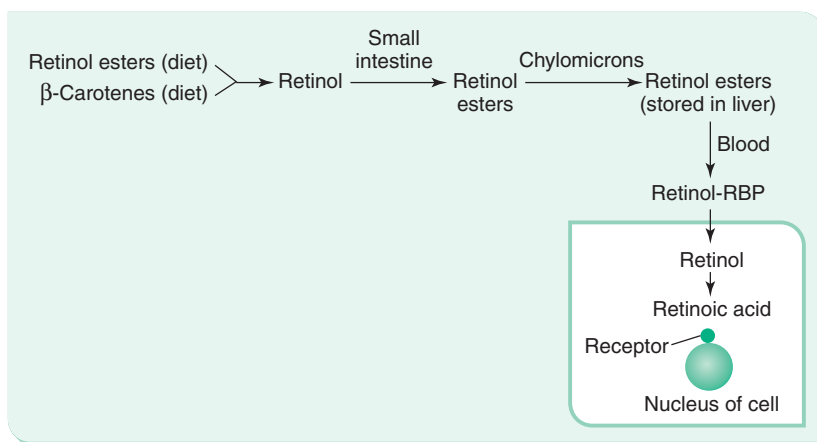 Retinol esters (diet)
β-Carotenes (diet)
Retinol
Small
intestine
Retinol
esters
Chylomicrons
Retinol esters
(stored in liver)
Blood
Retinol-RBP
Retinol
Retinoic acid
Receptor
Nucleus of cell